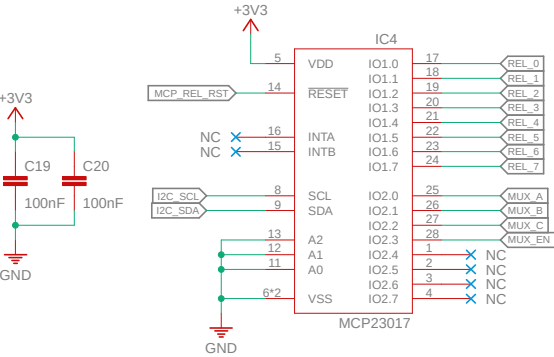 +3V3
IC4
5 VDD IO1.0 17 REL_0
IO1.1 18 REL_1
MCP_REL_RST 14 RESET IO1.2 19 REL_2
IO1.3 20 REL_3
+3V3
IO1.4 21 REL_4
NC 16 INTA IO1.5 22 REL_5
NC 15 INTB IO1.6 23 REL_6
IO1.7 24 REL_7
C19 C20
I2C_SCL 8 SCL IO2.0 25 MUX_A
100nF 100nF
I2C_SDA 9 SDA IO2.1 26 MUX_B
IO2.2 27 MUX_C
13 A2 IO2.3 28 MUX_EN
12 A1 IO2.4 1 NC
11 A0 IO2.5 2 NC
GND
IO2.6 3 NC
6*2 VSS IO2.7 4 NC
MCP23017
GND